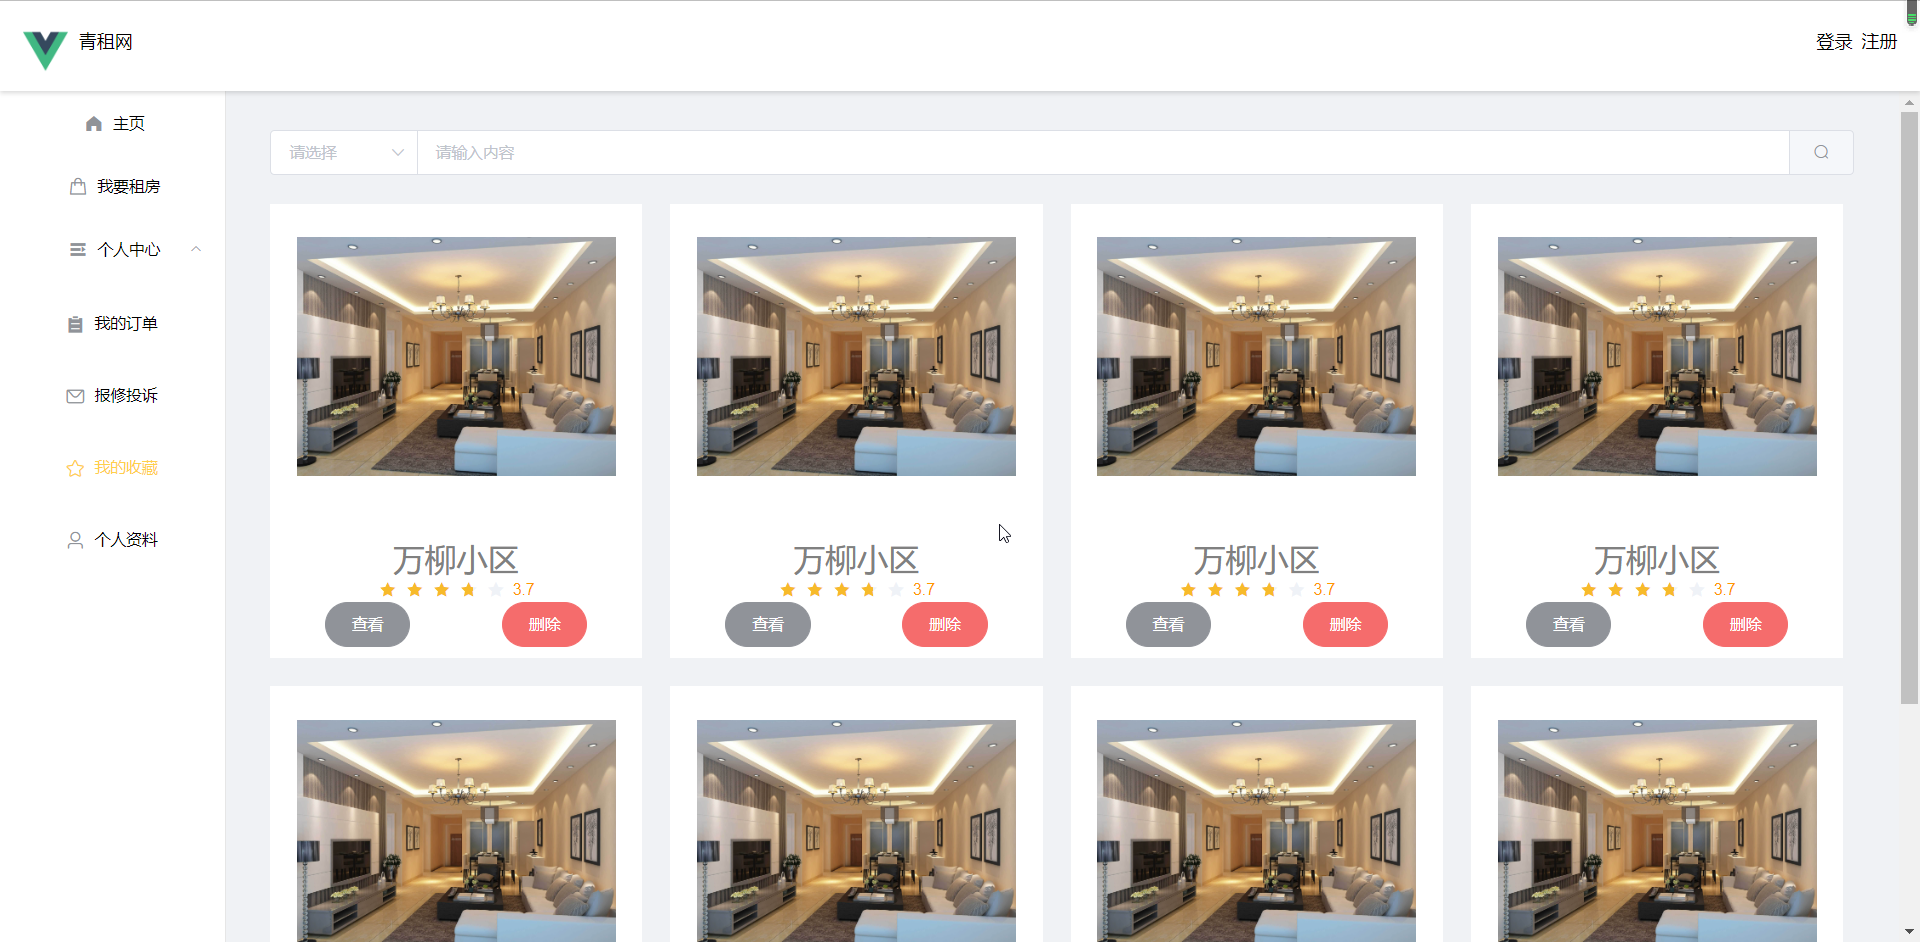 青租网
登录 注册
主页
我要租房
个人中心
我的订单
报修投诉
我的收藏
个人资料
请选择
请输入内容
万柳小区
3.7
查看
删除
万柳小区
3.7
查看
删除
万柳小区
3.7
查看
删除
万柳小区
3.7
查看
删除